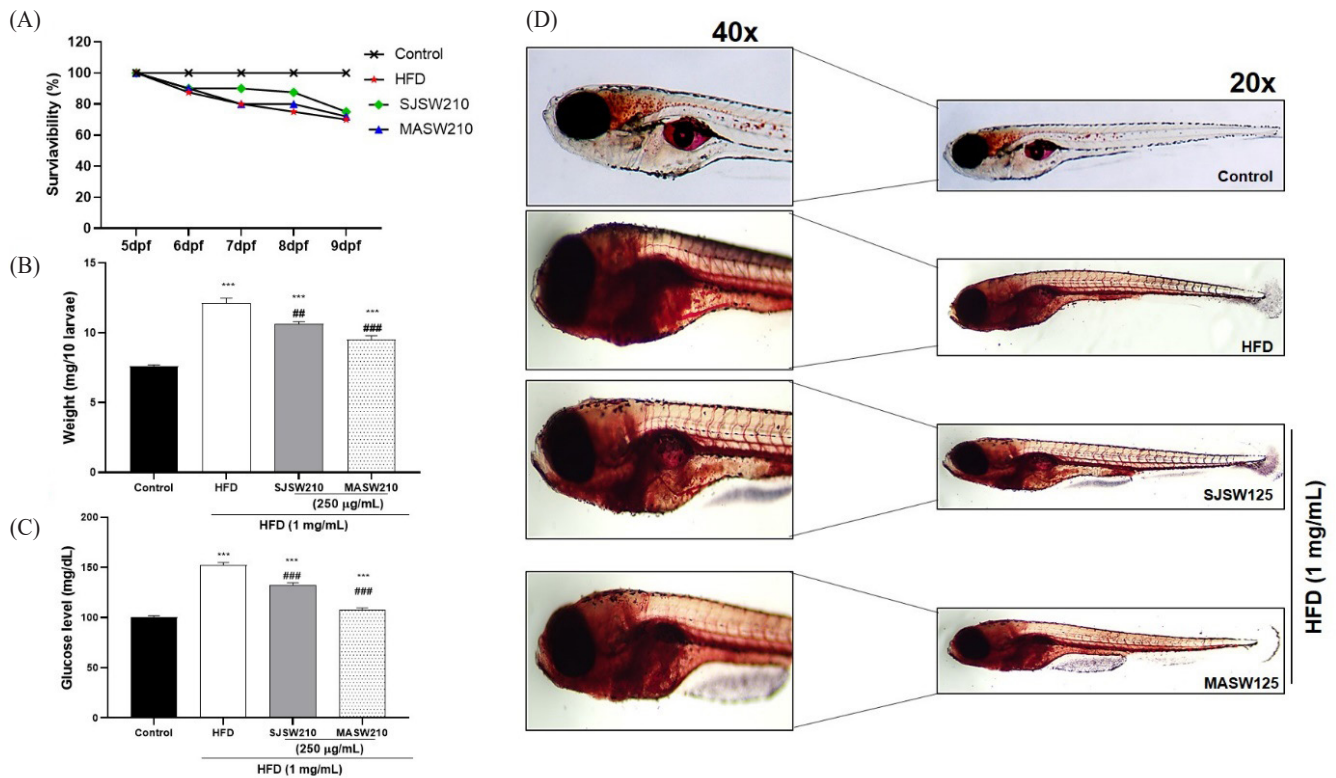 (A)
120
100
80
60
40
20
0
Surviavibility (%)
5dpf 6dpf 7dpf 8dpf 9dpf
Control
HFD
SJSW210
MASW210
(B)
15
10
5
0
Weight (mg/10 larvae)
***
***
##
***
###
Control HFD SJSW210 MASW210
(250 µg/mL)
HFD (1 mg/mL)
(C)
200
150
100
50
0
Glucose level (mg/dL)
***
***
###
***
###
Control HFD SJSW210 MASW210
(250 µg/mL)
HFD (1 mg/mL)
(D)
40x
20x
Control
HFD
SJSW125
MASW125
HFD (1 mg/mL)